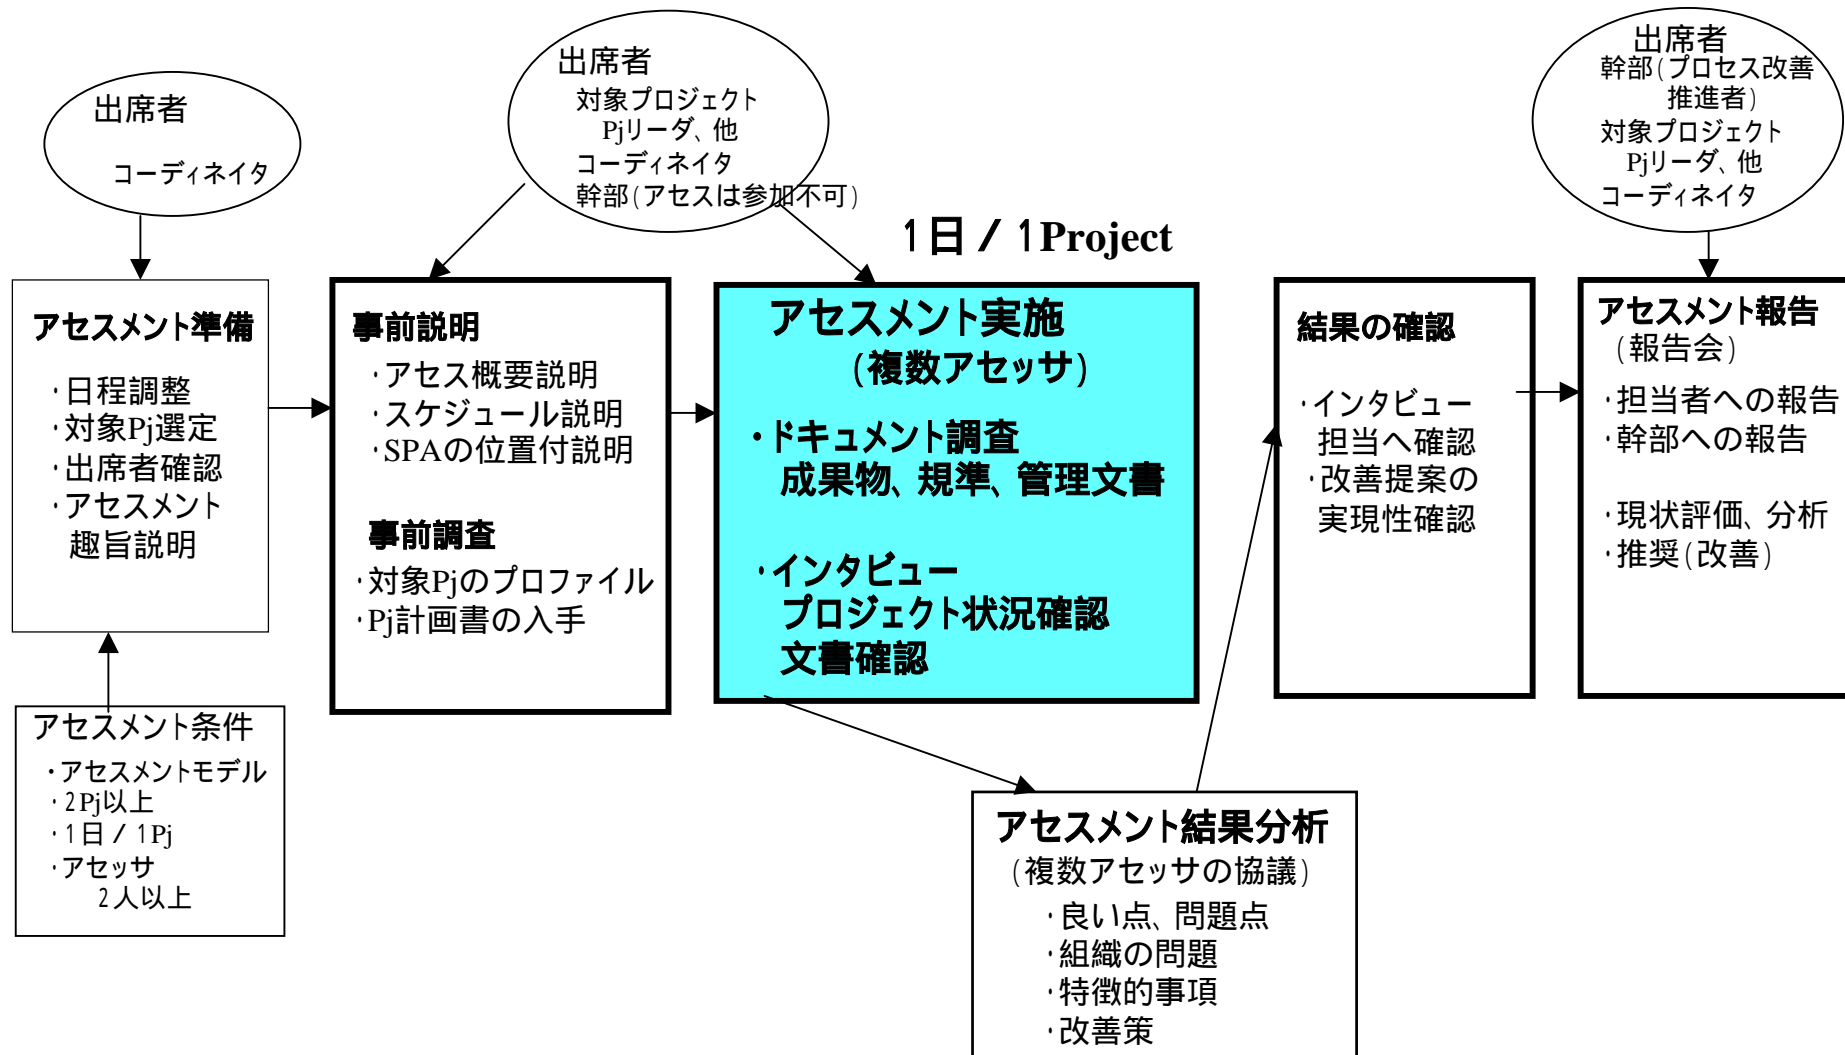 出席者
コーディネイタ
出席者
対象プロジェクト
Pjリーダ、他
コーディネイタ
幹部(アセスは参加不可)
出席者
幹部(プロセス改善
推進者)
対象プロジェクト
Pjリーダ、他
コーディネイタ
1日／1Project
アセスメント準備
・日程調整
・対象Pj選定
・出席者確認
・アセスメント
趣旨説明
事前説明
・アセス概要説明
・スケジュール説明
・SPAの位置付説明
事前調査
・対象Pjのプロファイル
・Pj計画書の入手
アセスメント実施
(複数アセッサ)
・ドキュメント調査
成果物、規準、管理文書
・インタビュー
プロジェクト状況確認
文書確認
結果の確認
・インタビュー
担当へ確認
・改善提案の
実現性確認
アセスメント報告
(報告会)
・担当者への報告
・幹部への報告
・現状評価、分析
・推奨(改善)
アセスメント条件
・アセスメントモデル
・2Pj以上
・1日／1Pj
・アセッサ
2人以上
アセスメント結果分析
(複数アセッサの協議)
・良い点、問題点
・組織の問題
・特徴的事項
・改善策